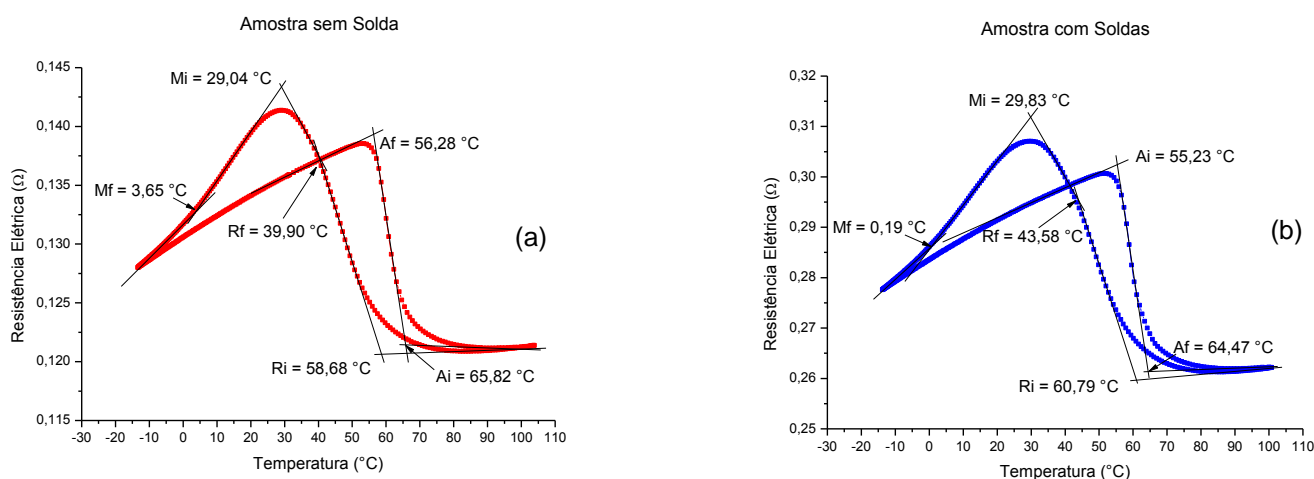 Amostra sem Solda
0,145
0,140
0,135
0,130
0,125
0,120
0,115
Resistência Elétrica (Ω)
Mi = 29,04 °C
Af = 56,28 °C
Mf = 3,65 °C
Rf = 39,90 °C
(a)
Ri = 58,68 °C
Ai = 65,82 °C
-30 -20 -10 0 10 20 30 40 50 60 70 80 90 100 110
Temperatura (°C)
Amostra com Soldas
0,32
0,31
0,30
0,29
0,28
0,27
0,26
0,25
Resistência Elétrica (Ω)
Mi = 29,83 °C
Ai = 55,23 °C
Mf = 0,19 °C
Rf = 43,58 °C
(b)
Af = 64,47 °C
Ri = 60,79 °C
-30 -20 -10 0 10 20 30 40 50 60 70 80 90 100 110
Temperatura (°C)